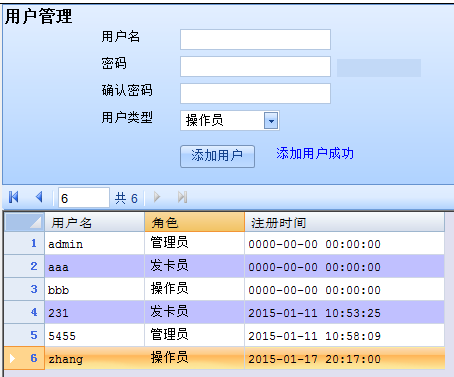 用户管理
用户名
密码
确认密码
用户类型 操作员
添加用户 添加用户成功
6 共 6
用户名 角色 注册时间
1 admin 管理员 0000-00-00 00:00:00
2 aaa 发卡员 0000-00-00 00:00:00
3 bbb 操作员 0000-00-00 00:00:00
4 231 发卡员 2015-01-11 10:53:25
5 5455 管理员 2015-01-11 10:58:09
6 zhang 操作员 2015-01-17 20:17:00